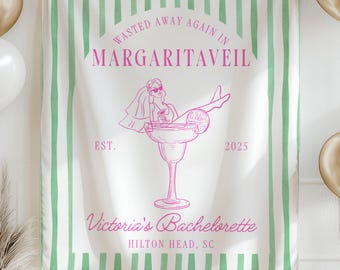 WASTED AWAY AGAIN IN
MARGARITAVEIL
EST. 2025
Victoria's Bachelorette
HILTON HEAD, SC